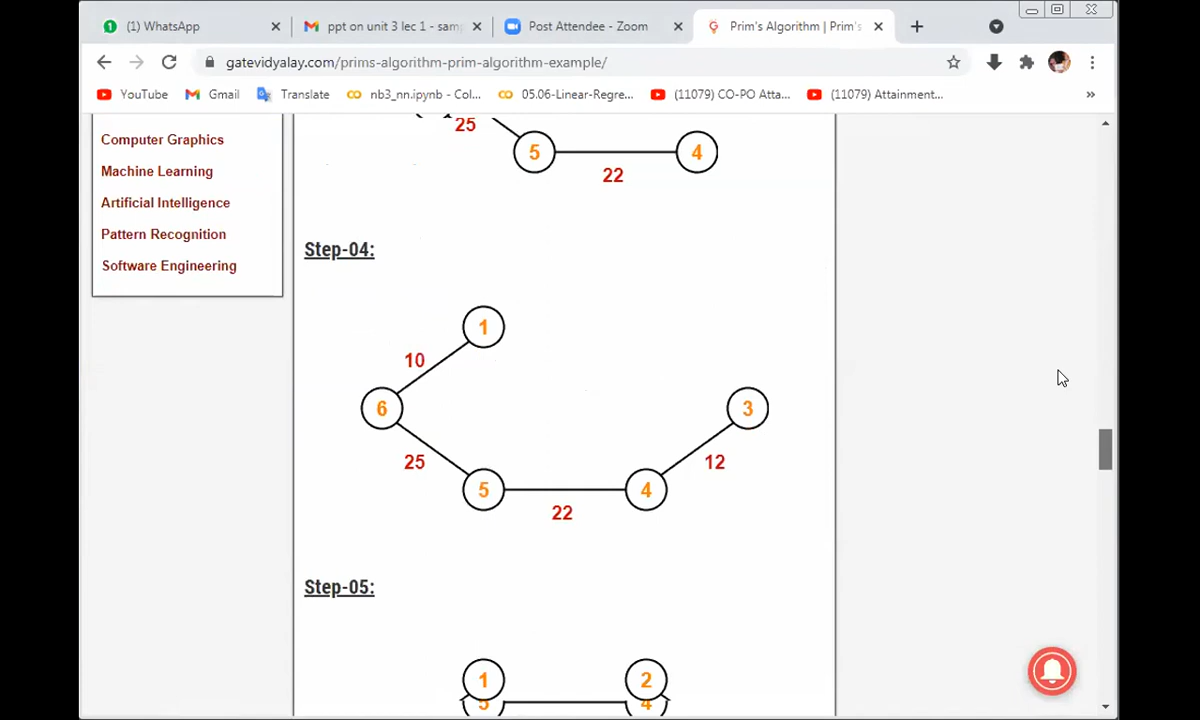 (1) WhatsApp
ppt on unit 3 lec 1 - sam
Post Attendee - Zoom
Prim's Algorithm | Prim's
gatevidyalay.com/prims-algorithm-prim-algorithm-example/
YouTube
Gmail
Translate
nb3_nn.ipynb - Col...
05.06-Linear-Regre...
(11079) CO-PO Atta...
(11079) Attainment...
»
Computer Graphics
Machine Learning
Artificial Intelligence
Pattern Recognition
Software Engineering
25
5
4
22
Step-04:
1
10
6
3
25
12
5
4
22
Step-05:
1
2
5
4